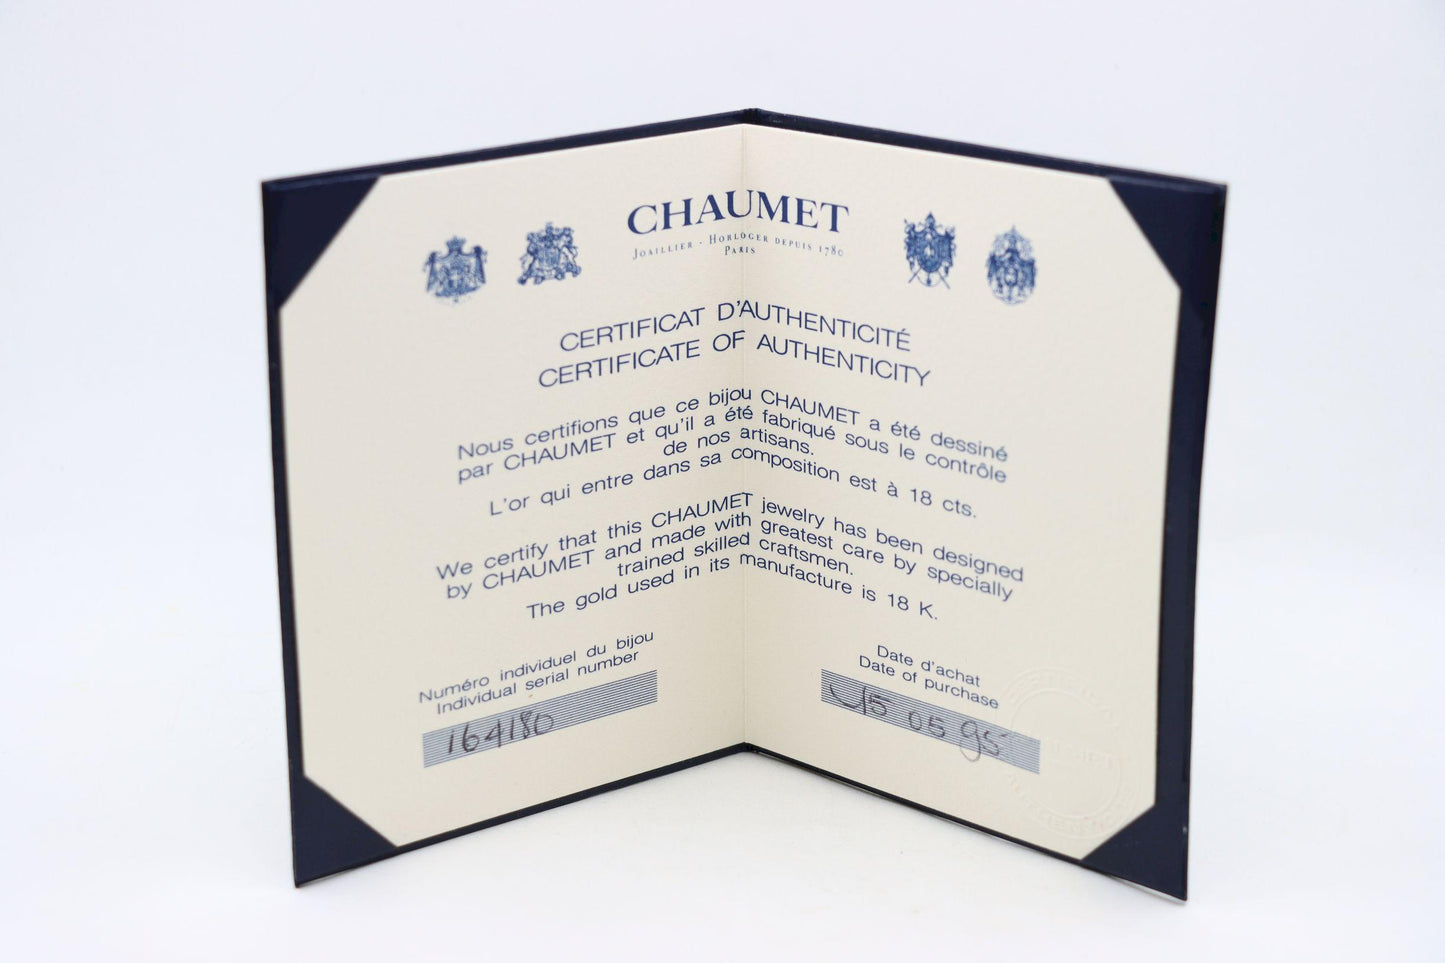 CHAUMET
JOAILLIER - HORLOGER DEPUIS 1780
PARIS
CERTIFICAT D'AUTHENTICITÉ
CERTIFICATE OF AUTHENTICITY
Nous certifions que ce bijou CHAUMET a été dessiné
par CHAUMET et qu'il a été fabriqué sous le contrôle
de nos artisans.
L'or qui entre dans sa composition est à 18 cts.
We certify that this CHAUMET jewelry has been designed
by CHAUMET and made with greatest care by specially
trained skilled craftsmen.
The gold used in its manufacture is 18 K.
Numéro individuel du bijou
Individual serial number
164180
Date d'achat
Date of purchase
15 05 95